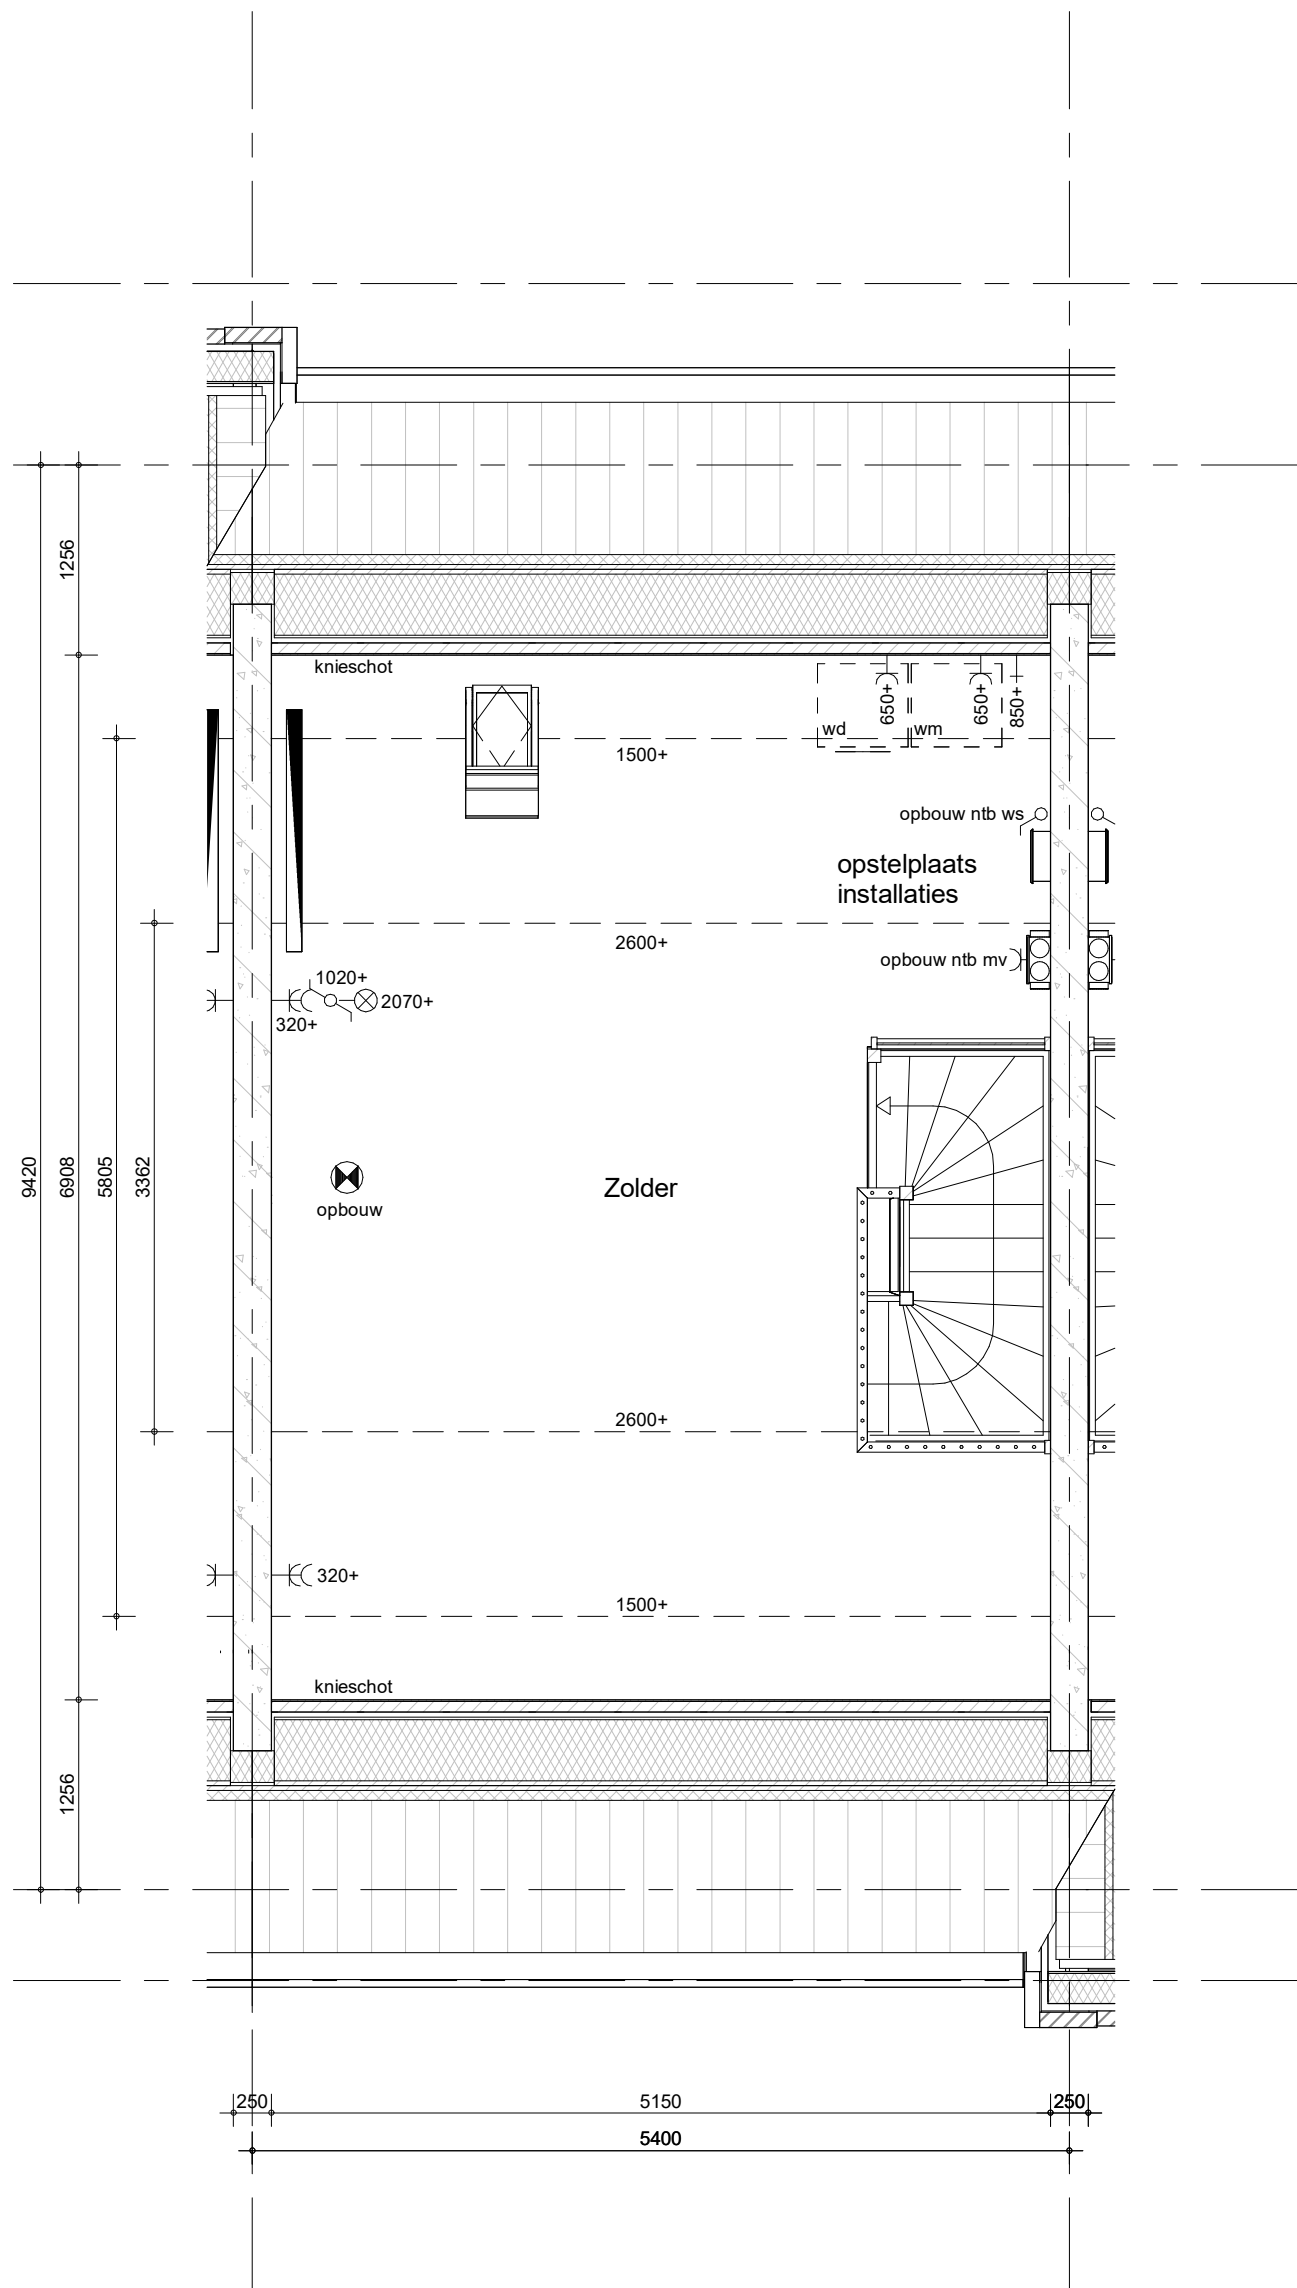 1256
knieschot
650+
650+
850+
wd
wm
1500+
opbouw ntb ws
opstelplaats
installaties
2600+
opbouw ntb mv
1020+
2070+
320+
9420
6908
5805
3362
Zolder
opbouw
2600+
320+
1500+
knieschot
1256
250
5150
250
5400